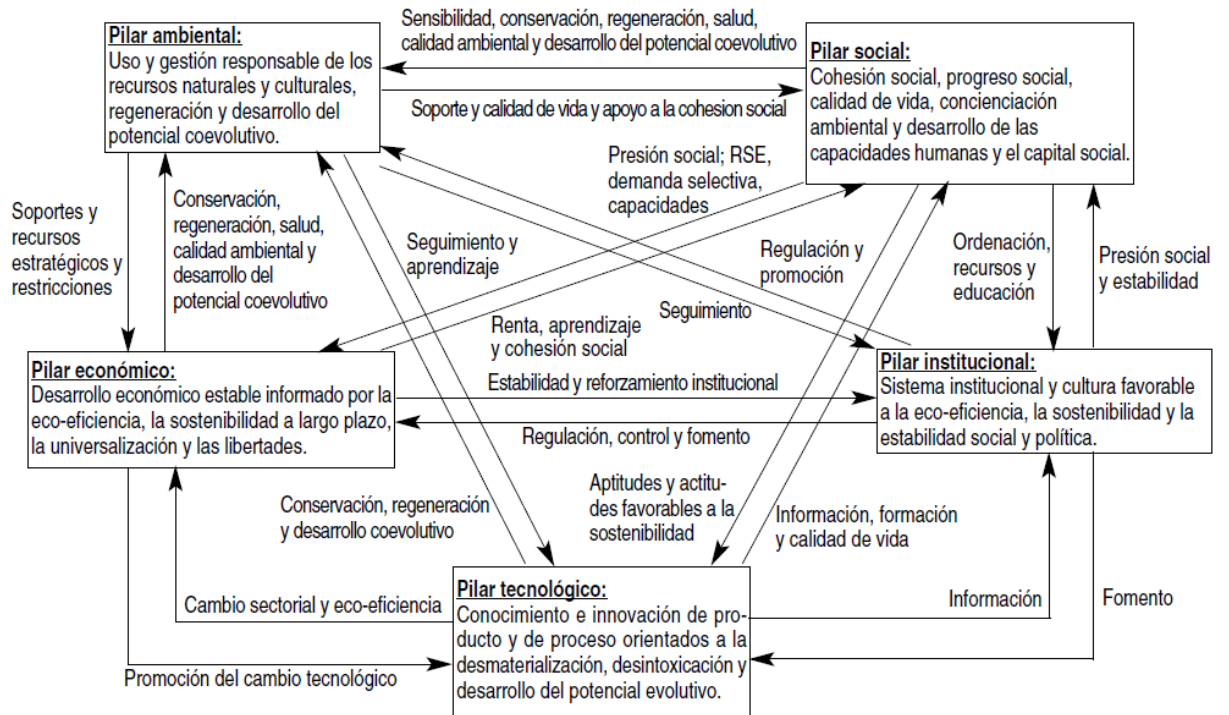 Pilar ambiental:
Uso y gestión responsable de los
recursos naturales y culturales,
regeneración y desarrollo del
potencial coevolutivo.
Sensibilidad, conservación, regeneración, salud,
calidad ambiental y desarrollo del potencial coevolutivo
Soporte y calidad de vida y apoyo a la cohesion social
Pilar social:
Cohesión social, progreso social,
calidad de vida, concienciación
ambiental y desarrollo de las
capacidades humanas y el capital social.
Soportes y
recursos
estratégicos y
restricciones
Conservación,
regeneración, salud,
calidad ambiental y
desarrollo del
potencial coevolutivo
Seguimiento y
aprendizaje
Presión social; RSE,
demanda selectiva,
capacidades
Regulación y
promoción
Ordenación,
recursos y
educación
Presión social
y estabilidad
Seguimiento
Renta, aprendizaje
y cohesión social
Pilar económico:
Desarrollo económico estable informado por la
eco-eficiencia, la sostenibilidad a largo plazo,
la universalización y las libertades.
Estabilidad y reforzamiento institucional
Regulación, control y fomento
Pilar institucional:
Sistema institucional y cultura favorable
a la eco-eficiencia, la sostenibilidad y la
estabilidad social y política.
Conservación, regeneración
y desarrollo coevolutivo
Aptitudes y actitu-
des favorables a la
sostenibilidad
Información, formación
y calidad de vida
Cambio sectorial y eco-eficiencia
Promoción del cambio tecnológico
Pilar tecnológico:
Conocimiento e innovación de pro-
ducto y de proceso orientados a la
desmaterialización, desintoxicación y
desarrollo del potencial evolutivo.
Información
Fomento